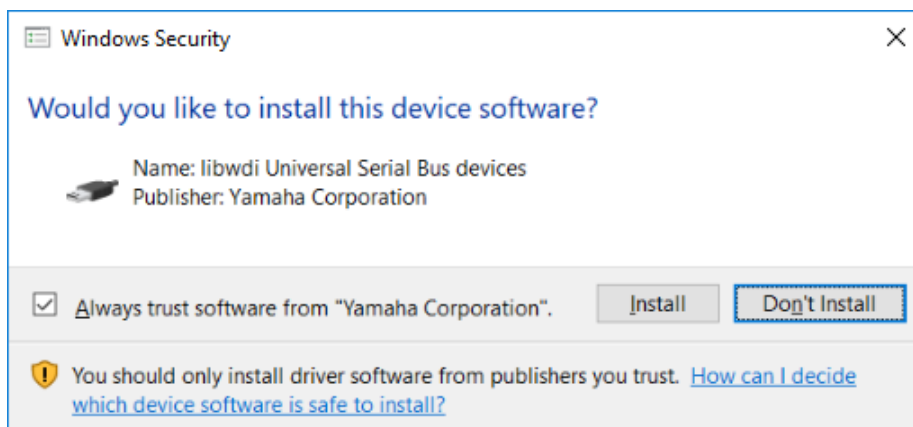 Windows Security
Would you like to install this device software?
Name: libwdi Universal Serial Bus devices
Publisher: Yamaha Corporation
Always trust software from "Yamaha Corporation".
Install
Don't Install
You should only install driver software from publishers you trust. How can I decide
which device software is safe to install?